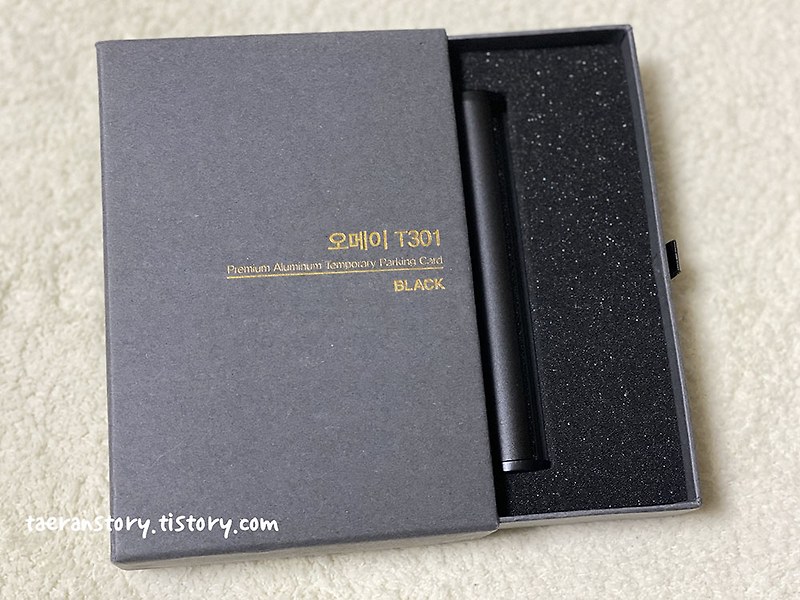 오메이 T301
Premium Aluminum Temporary Parking Card
BLACK
taeranstory.tistory.com